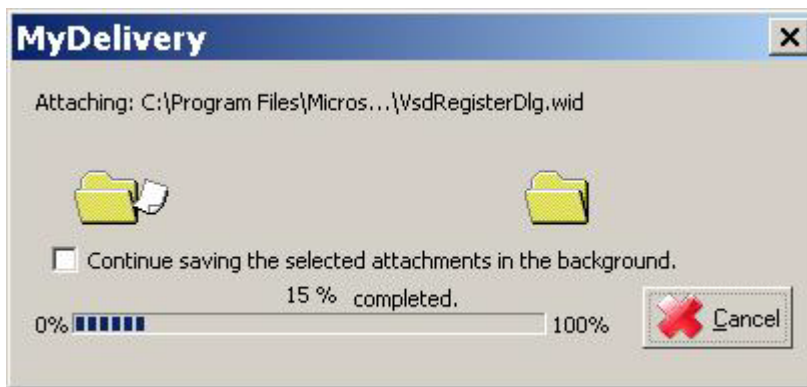 MyDelivery
Attaching: C:\Program Files\Micros...\VsdRegisterDlg.wid
Continue saving the selected attachments in the background.
15 % completed.
0% 100%
Cancel